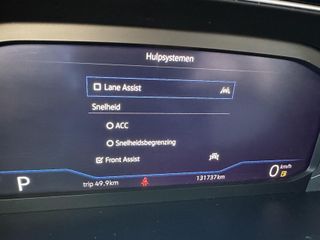 Hulpsystemen
Lane Assist
Snelheid
ACC
Snelheidsbegrenzing
Front Assist
P
trip 49.9km
131737km
0 km/h